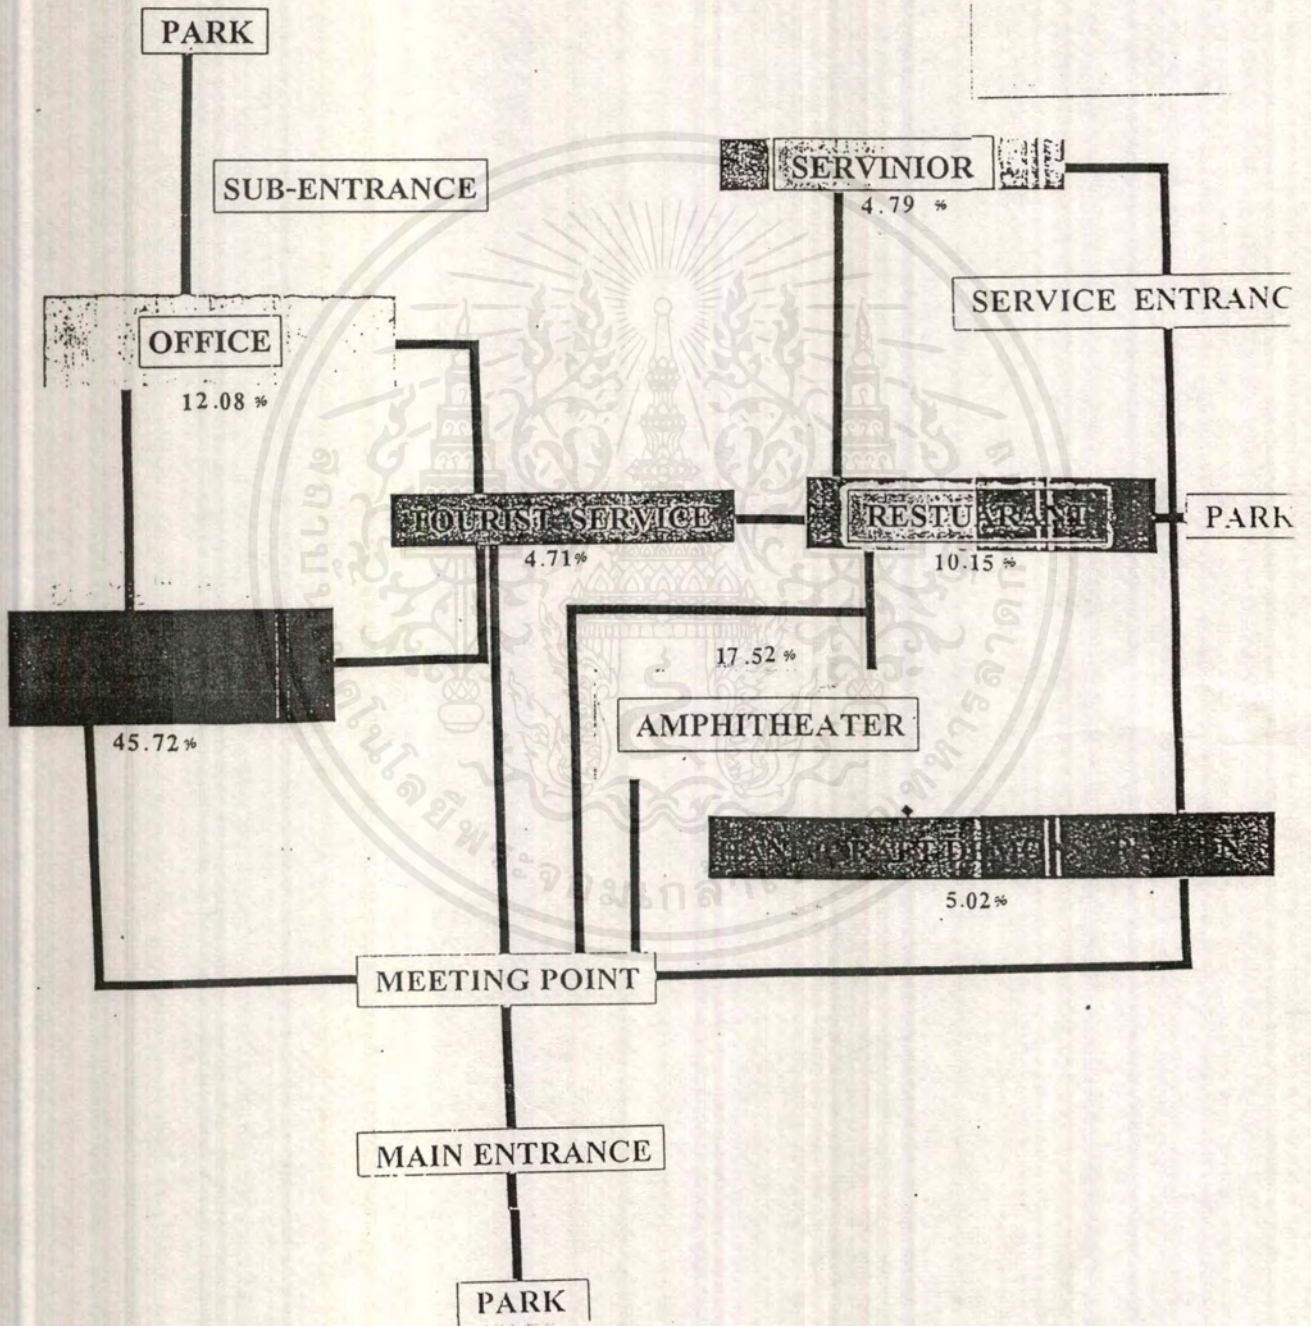 PARK
SUB-ENTRANCE
SERVINIOR
4.79 %
SERVICE ENTRANC
OFFICE
12.08 %
TOURIST SERVICE
4.71%
RESTUARANT
10.15 %
PARK
17.52 %
AMPHITHEATER
45.72 %
5.02 %
MEETING POINT
MAIN ENTRANCE
PARK